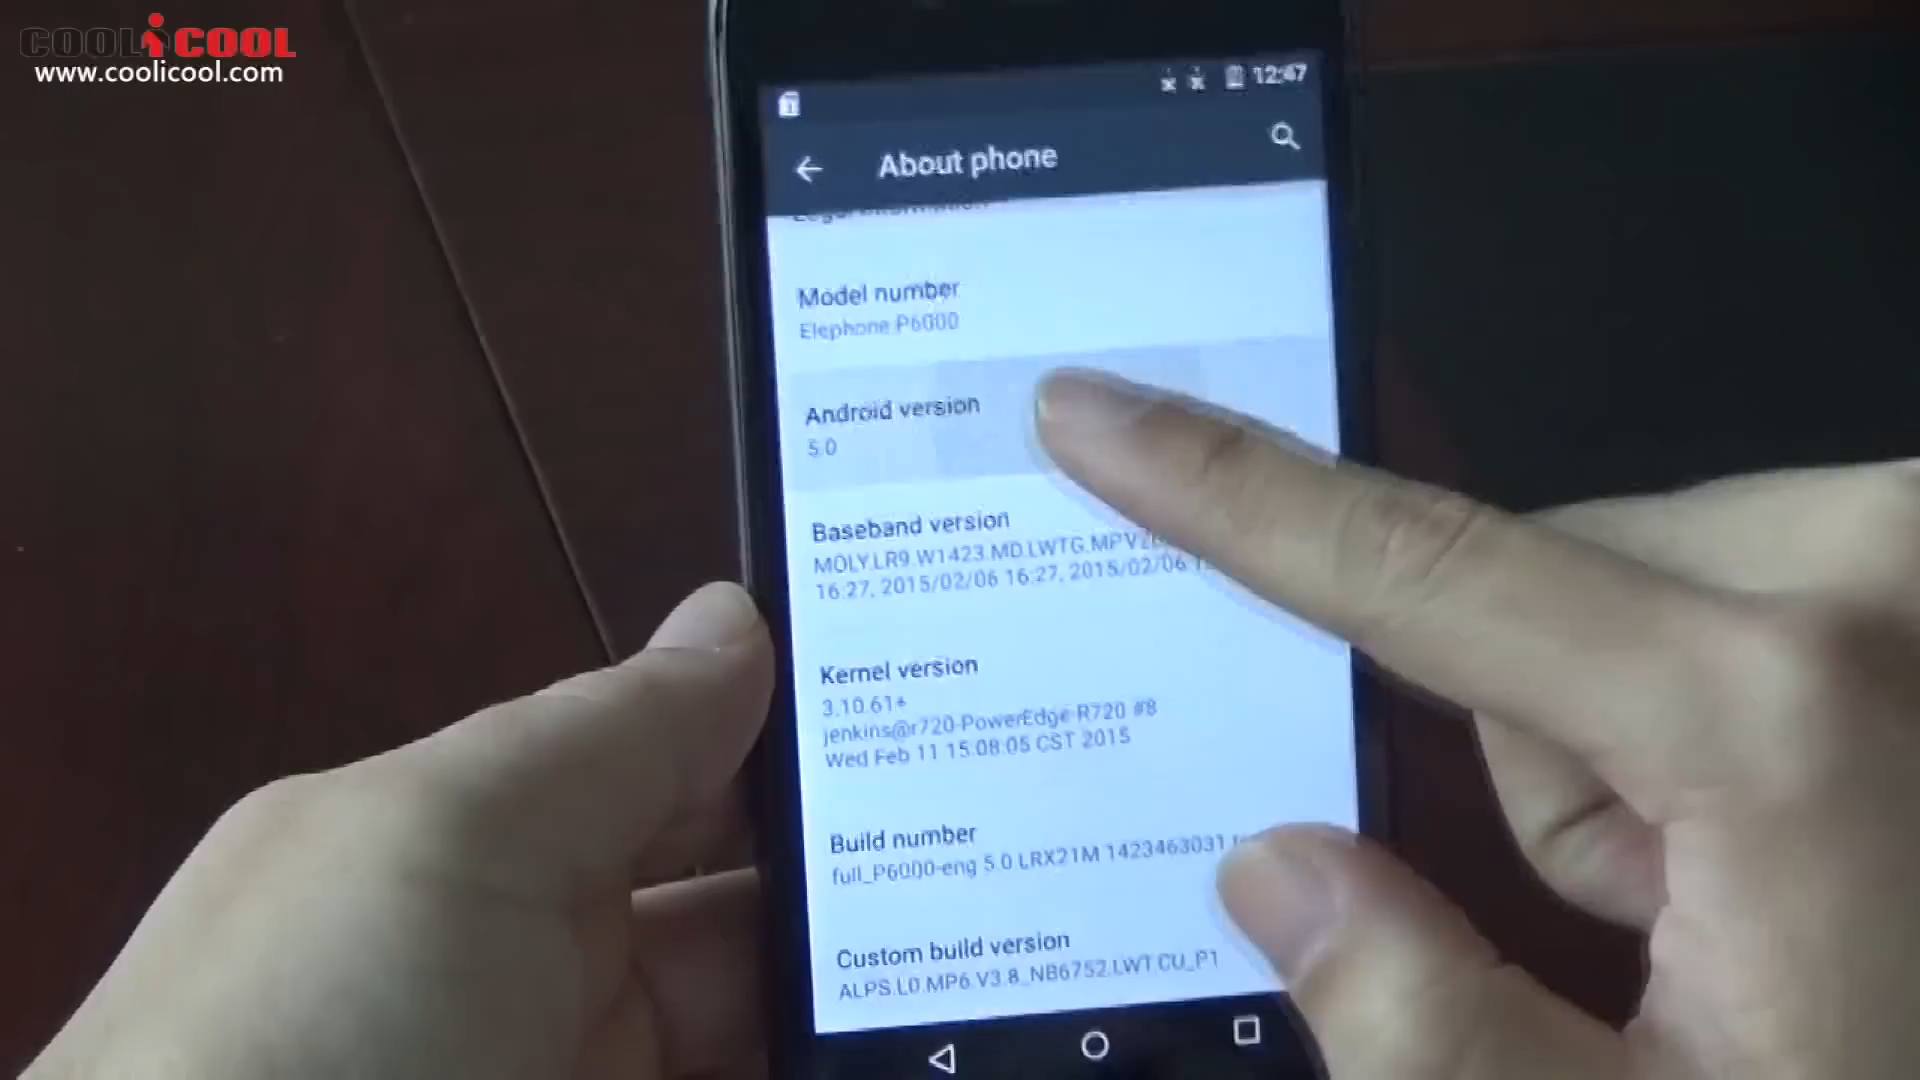 COOLiCOOL
www.coolicool.com
12:47
About phone
Legal information
Model number
Elephone P6000
Android version
5.0
Baseband version
MOLY.LR9.W1423.MD.LWTG.MPV
16:27, 2015/02/06 16:27, 2015/02/06
Kernel version
3.10.61+
jenkins@r720-PowerEdge-R720 #8
Wed Feb 11 15:08:05 CST 2015
Build number
full_P6000-eng 5.0 LRX21M 1423463031
Custom build version
ALPS.L0.MP6.V3.8_NB6752.LWT.CU_P1